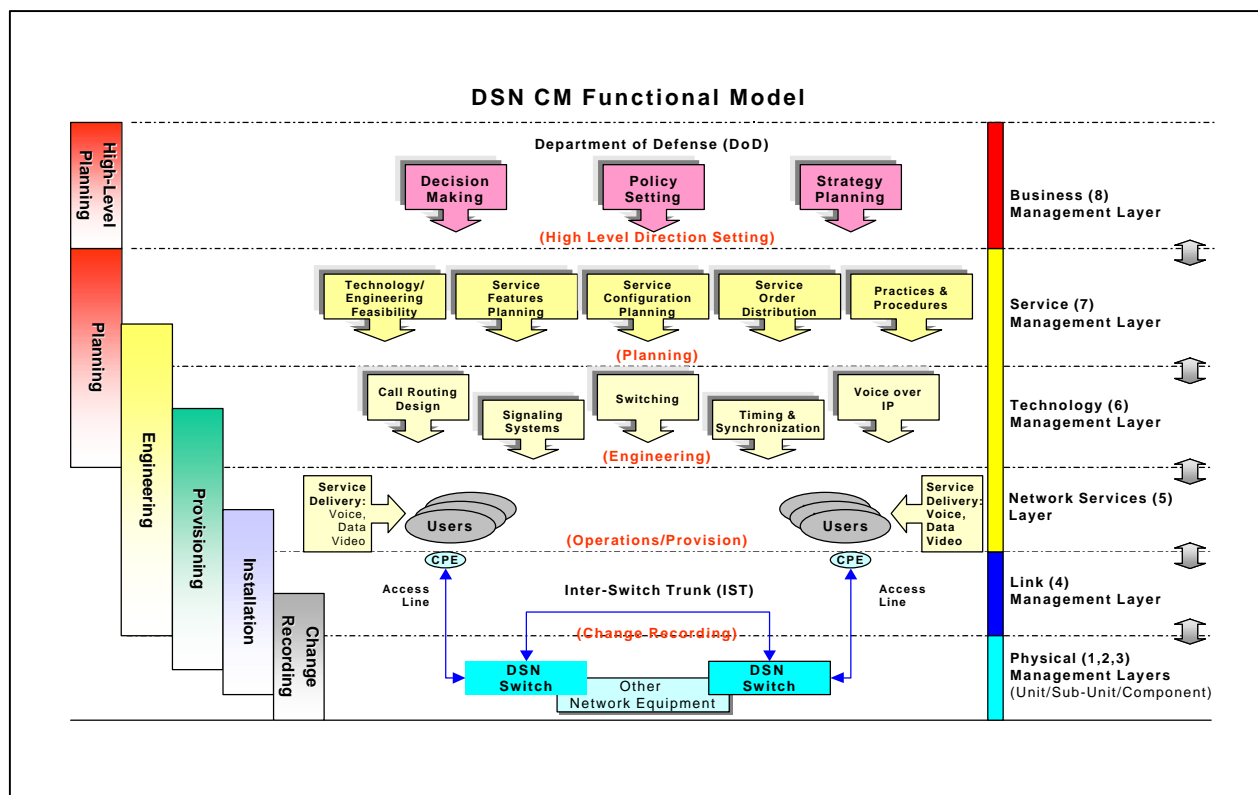 DSN CM Functional Model
High-Level
Planning
Department of Defense (DoD)
Decision
Making
Policy
Setting
Strategy
Planning
(High Level Direction Setting)
Business (8)
Management Layer
Planning
Technology/
Engineering
Feasibility
Service
Features
Planning
Service
Configuration
Planning
Service
Order
Distribution
Practices &
Procedures
(Planning)
Service (7)
Management Layer
Engineering
Call Routing
Design
Signaling
Systems
Switching
Timing &
Synchronization
Voice over
IP
(Engineering)
Technology (6)
Management Layer
Provisioning
Service
Delivery:
Voice,
Data
Video
Users
Users
Service
Delivery:
Voice,
Data
Video
(Operations/Provision)
Network Services (5)
Layer
Installation
CPE
CPE
Access
Line
Inter-Switch Trunk (IST)
Access
Line
(Change Recording)
Link (4)
Management Layer
Change
Recording
DSN
Switch
Other
Network Equipment
DSN
Switch
Physical (1,2,3)
Management Layers
(Unit/Sub-Unit/Component)